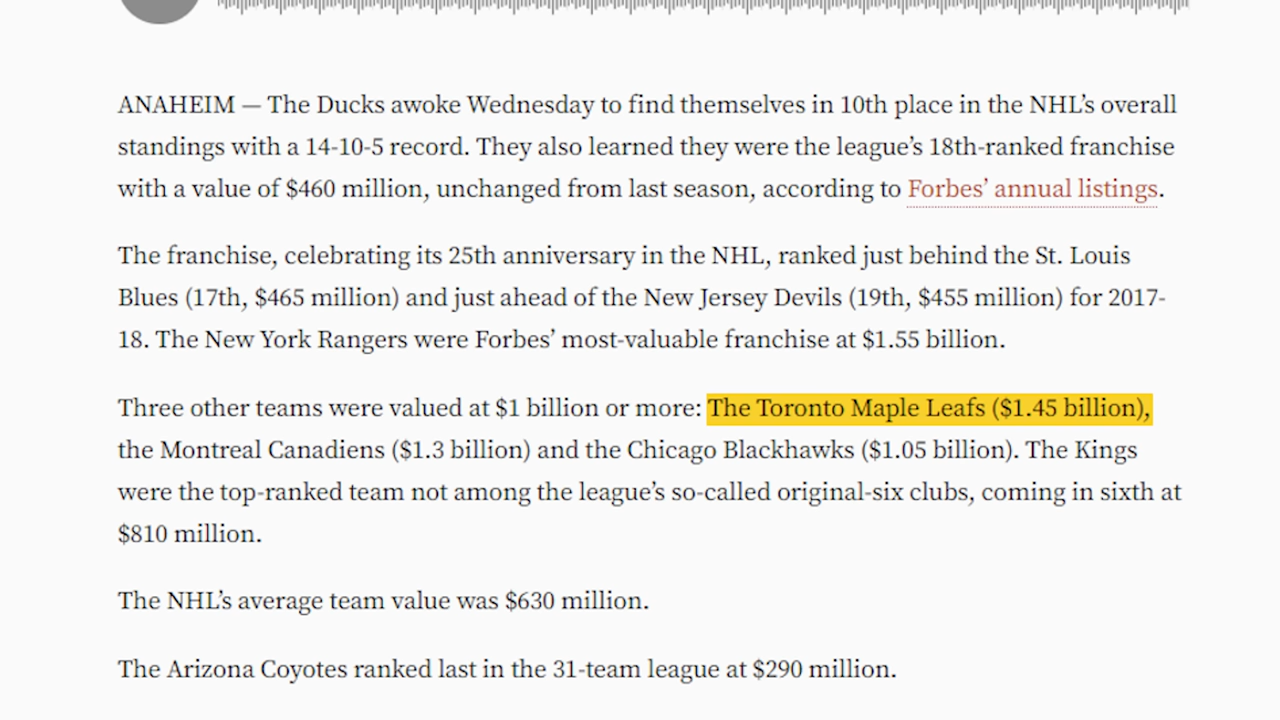 ANAHEIM — The Ducks awoke Wednesday to find themselves in 10th place in the NHL’s overall
standings with a 14-10-5 record. They also learned they were the league’s 18th-ranked franchise
with a value of $460 million, unchanged from last season, according to Forbes’ annual listings.
The franchise, celebrating its 25th anniversary in the NHL, ranked just behind the St. Louis
Blues (17th, $465 million) and just ahead of the New Jersey Devils (19th, $455 million) for 2017-
18. The New York Rangers were Forbes’ most-valuable franchise at $1.55 billion.
Three other teams were valued at $1 billion or more: The Toronto Maple Leafs ($1.45 billion),
the Montreal Canadiens ($1.3 billion) and the Chicago Blackhawks ($1.05 billion). The Kings
were the top-ranked team not among the league’s so-called original-six clubs, coming in sixth at
$810 million.
The NHL’s average team value was $630 million.
The Arizona Coyotes ranked last in the 31-team league at $290 million.